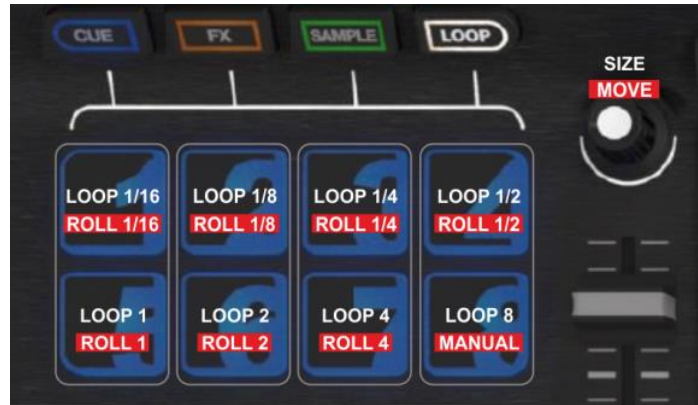 CUE
FX
SAMPLE
LOOP
SIZE
MOVE
LOOP 1/16
ROLL 1/16
LOOP 1/8
ROLL 1/8
LOOP 1/4
ROLL 1/4
LOOP 1/2
ROLL 1/2
LOOP 1
ROLL 1
LOOP 2
ROLL 2
LOOP 4
ROLL 4
LOOP 8
MANUAL